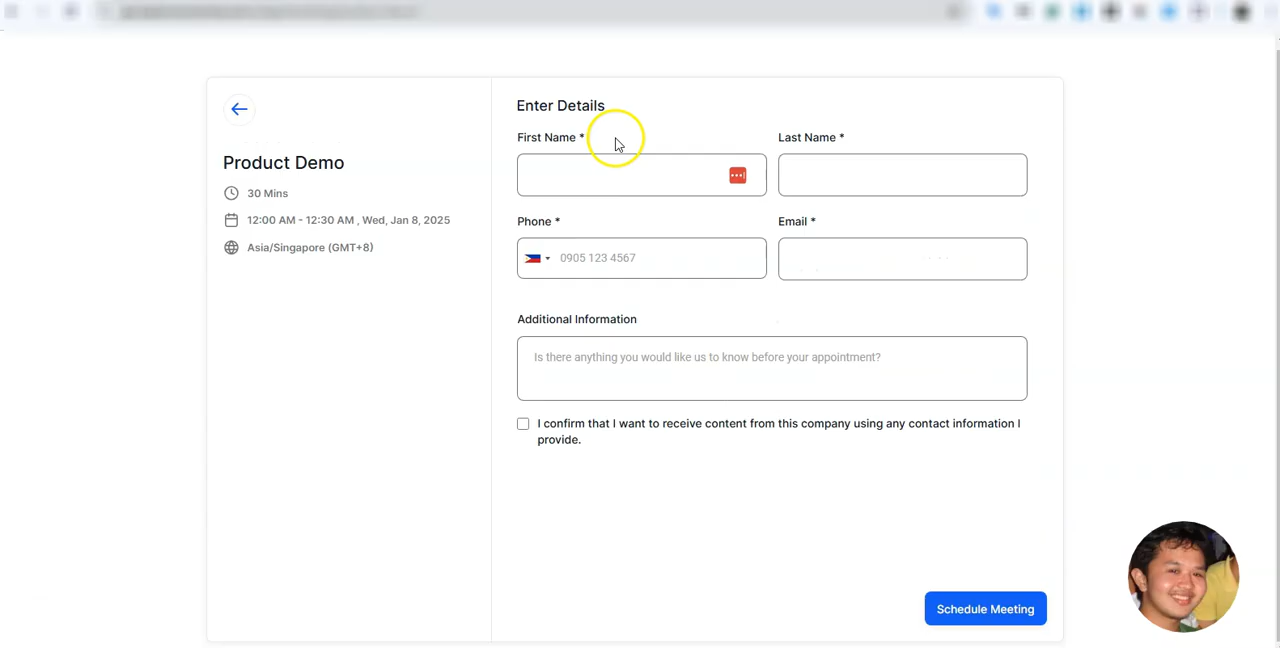 Product Demo
30 Mins
12:00 AM - 12:30 AM , Wed, Jan 8, 2025
Asia/Singapore (GMT+8)
Enter Details
First Name *
Last Name *
Phone *
Email *
0905 123 4567
Additional Information
Is there anything you would like us to know before your appointment?
I confirm that I want to receive content from this company using any contact information I
provide.
Schedule Meeting